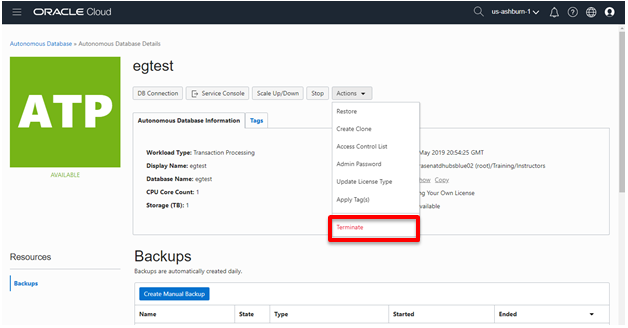 ORACLE Cloud
us-ashburn-1
Autonomous Database » Autonomous Database Details
ATP
AVAILABLE
egtest
DB Connection
Service Console
Scale Up/Down
Stop
Actions
Restore
Create Clone
Access Control List
Admin Password
Update License Type
Apply Tag(s)
Terminate
Autonomous Database Information
Tags
Workload Type: Transaction Processing
Display Name: egtest
Database Name: egtest
CPU Core Count: 1
Storage (TB): 1
May 2019 20:54:25 GMT
rasenatdhubsblue02 (root)/Training/Instructors
how Copy
ng Your Own License
vailable
Resources
Backups
Backups
Backups are automatically created daily.
Create Manual Backup
Name State Type Started Ended